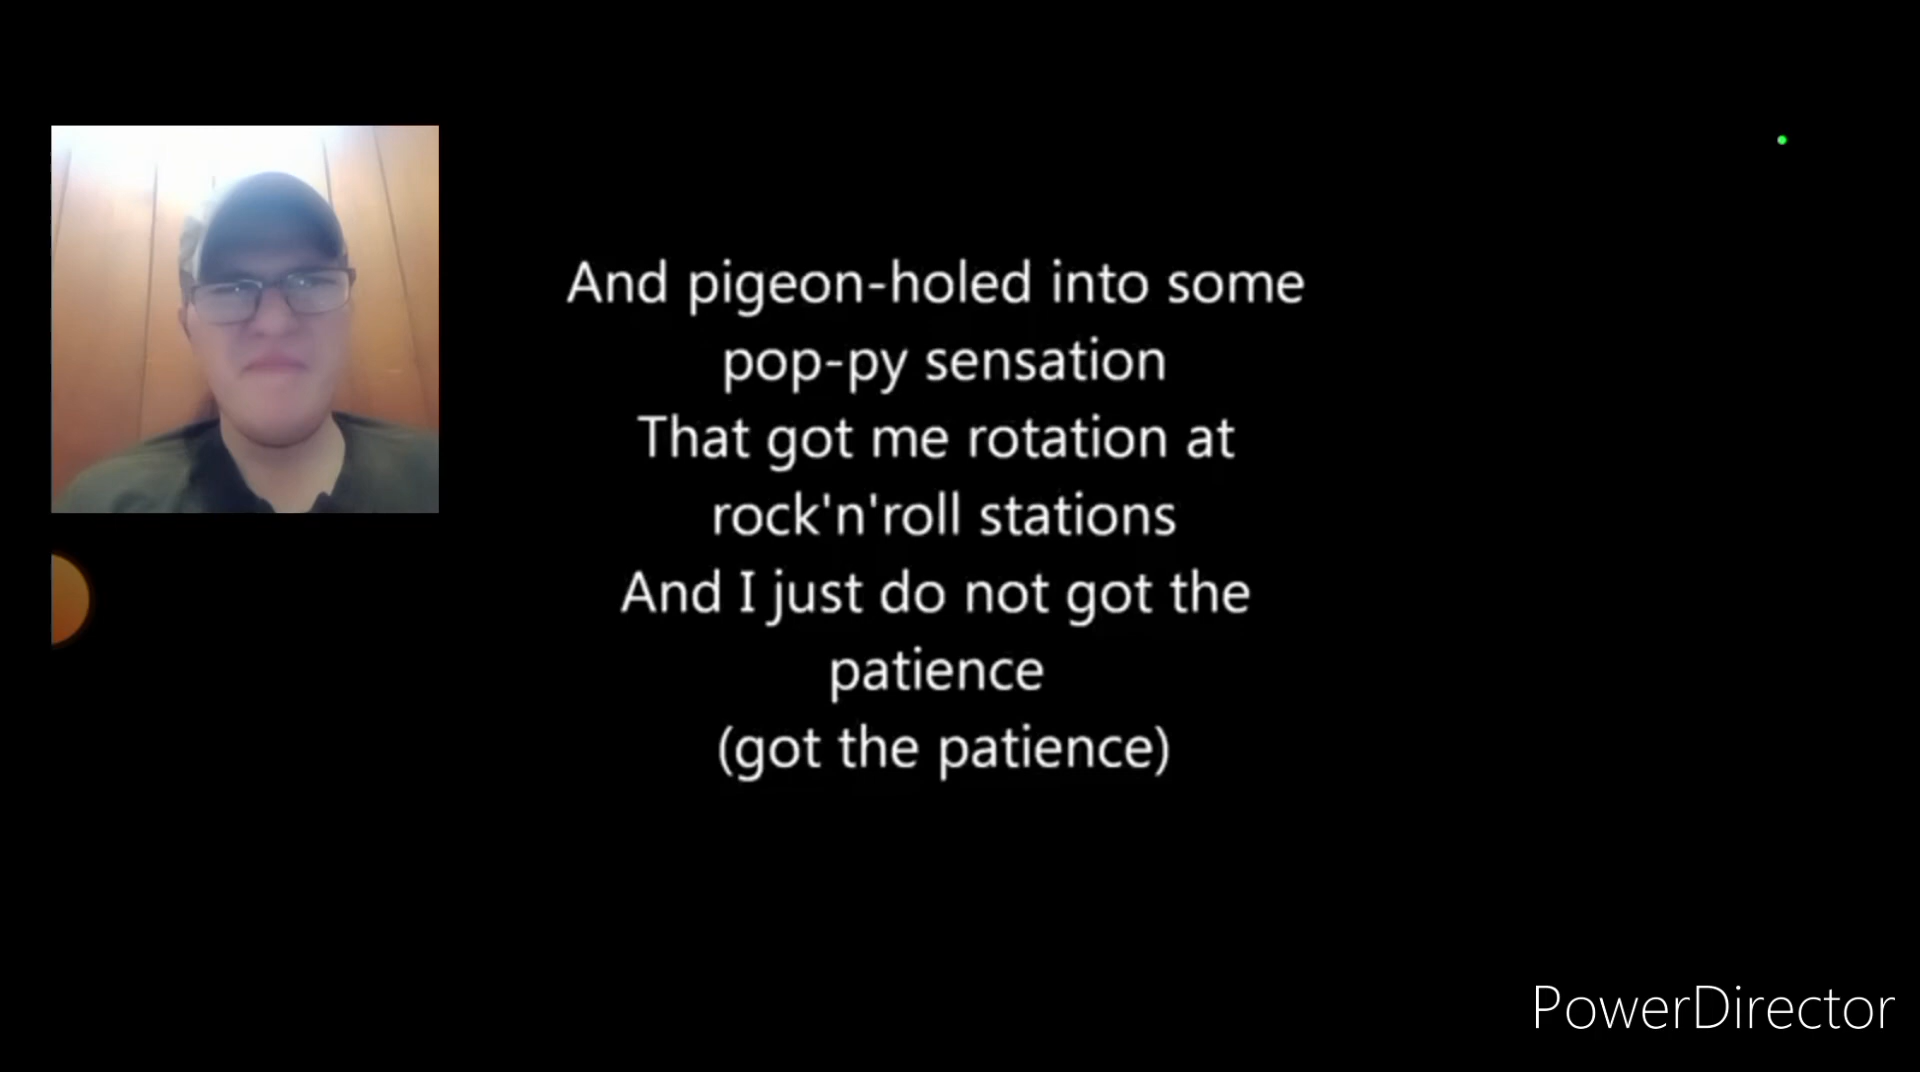 And pigeon-holed into some
pop-py sensation
That got me rotation at
rock'n'roll stations
And I just do not got the
patience
(got the patience)
PowerDirector